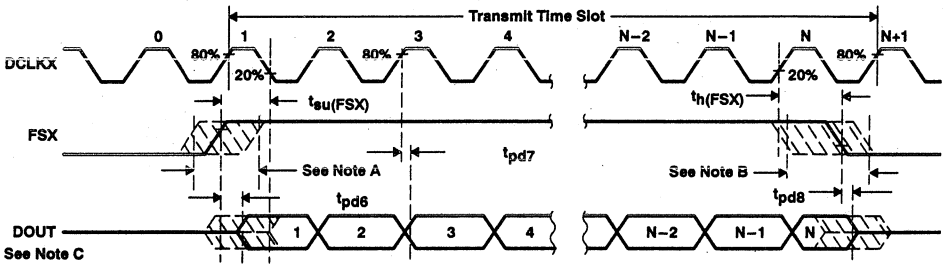 Transmit Time Slot
0 1 2 3 4 N–2 N–1 N N+1
DCLKX 80% 20% 80% 20% 80%
tsu(FSX) th(FSX)
FSX
See Note A tpd7 See Note B
tpd6 tpd8
DOUT 1 2 3 4 N–2 N–1 N
See Note C